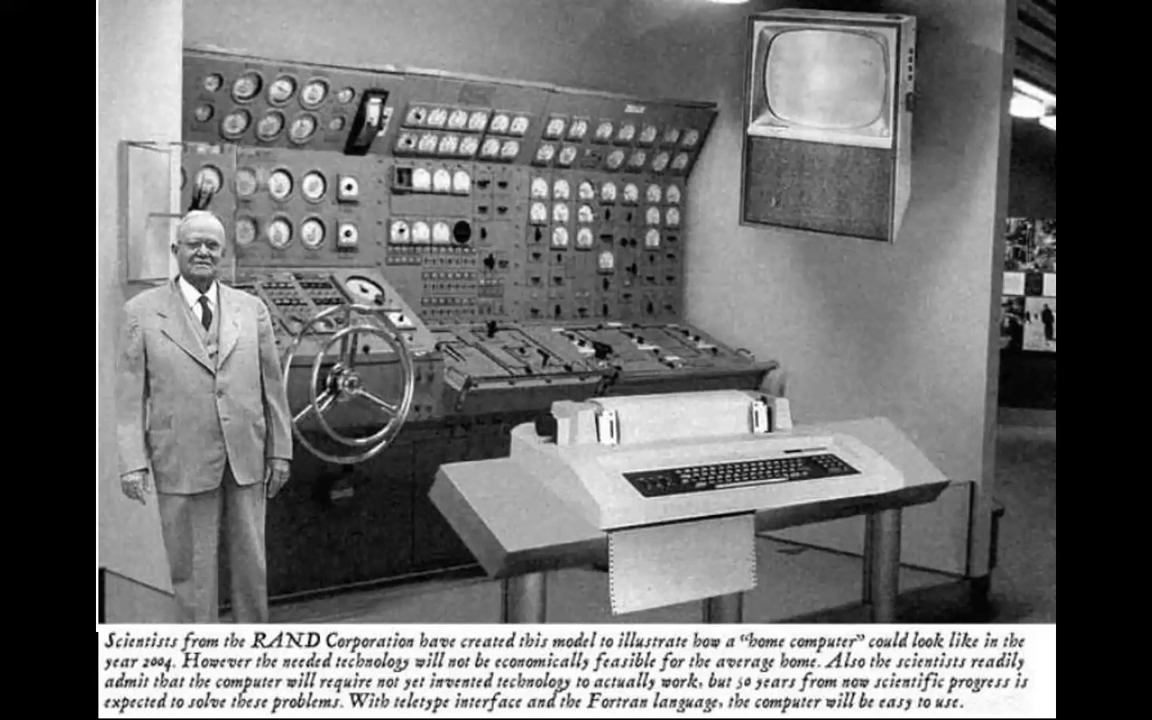 Scientists from the RAND Corporation have created this model to illustrate how a "home computer" could look like in the
year 2004. However the needed technology will not be economically feasible for the average home. Also the scientists readily
admit that the computer will require not yet invented technology to actually work, but 50 years from now scientific progress is
expected to solve these problems. With teletype interface and the Fortran language, the computer will be easy to use.